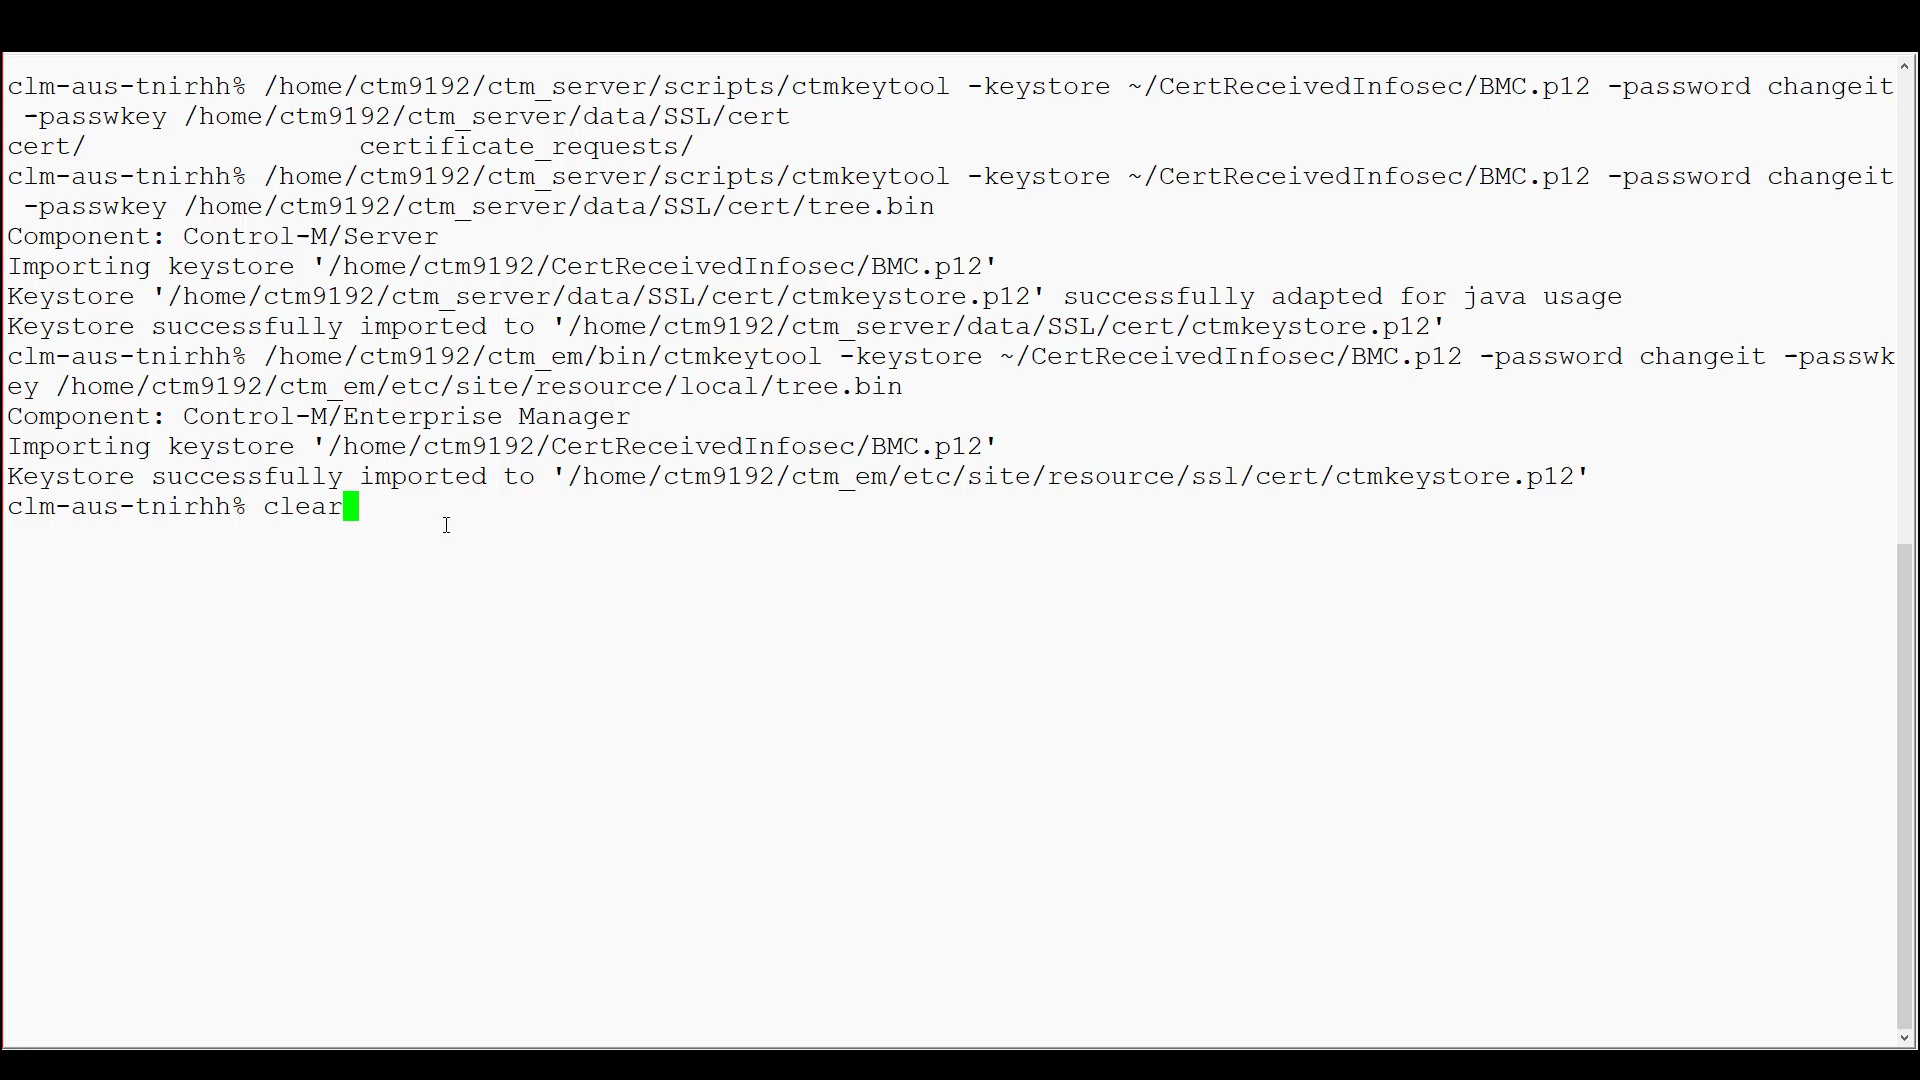 clm-aus-tnirhh% /home/ctm9192/ctm_server/scripts/ctmkeytool -keystore ~/CertReceivedInfosec/BMC.p12 -password changeit
 -passwkey /home/ctm9192/ctm_server/data/SSL/cert
cert/                 certificate_requests/
clm-aus-tnirhh% /home/ctm9192/ctm_server/scripts/ctmkeytool -keystore ~/CertReceivedInfosec/BMC.p12 -password changeit
 -passwkey /home/ctm9192/ctm_server/data/SSL/cert/tree.bin
Component: Control-M/Server
Importing keystore '/home/ctm9192/CertReceivedInfosec/BMC.p12'
Keystore '/home/ctm9192/ctm_server/data/SSL/cert/ctmkeystore.p12' successfully adapted for java usage
Keystore successfully imported to '/home/ctm9192/ctm_server/data/SSL/cert/ctmkeystore.p12'
clm-aus-tnirhh% /home/ctm9192/ctm_em/bin/ctmkeytool -keystore ~/CertReceivedInfosec/BMC.p12 -password changeit -passwk
ey /home/ctm9192/ctm_em/etc/site/resource/local/tree.bin
Component: Control-M/Enterprise Manager
Importing keystore '/home/ctm9192/CertReceivedInfosec/BMC.p12'
Keystore successfully imported to '/home/ctm9192/ctm_em/etc/site/resource/ssl/cert/ctmkeystore.p12'
clm-aus-tnirhh% clear